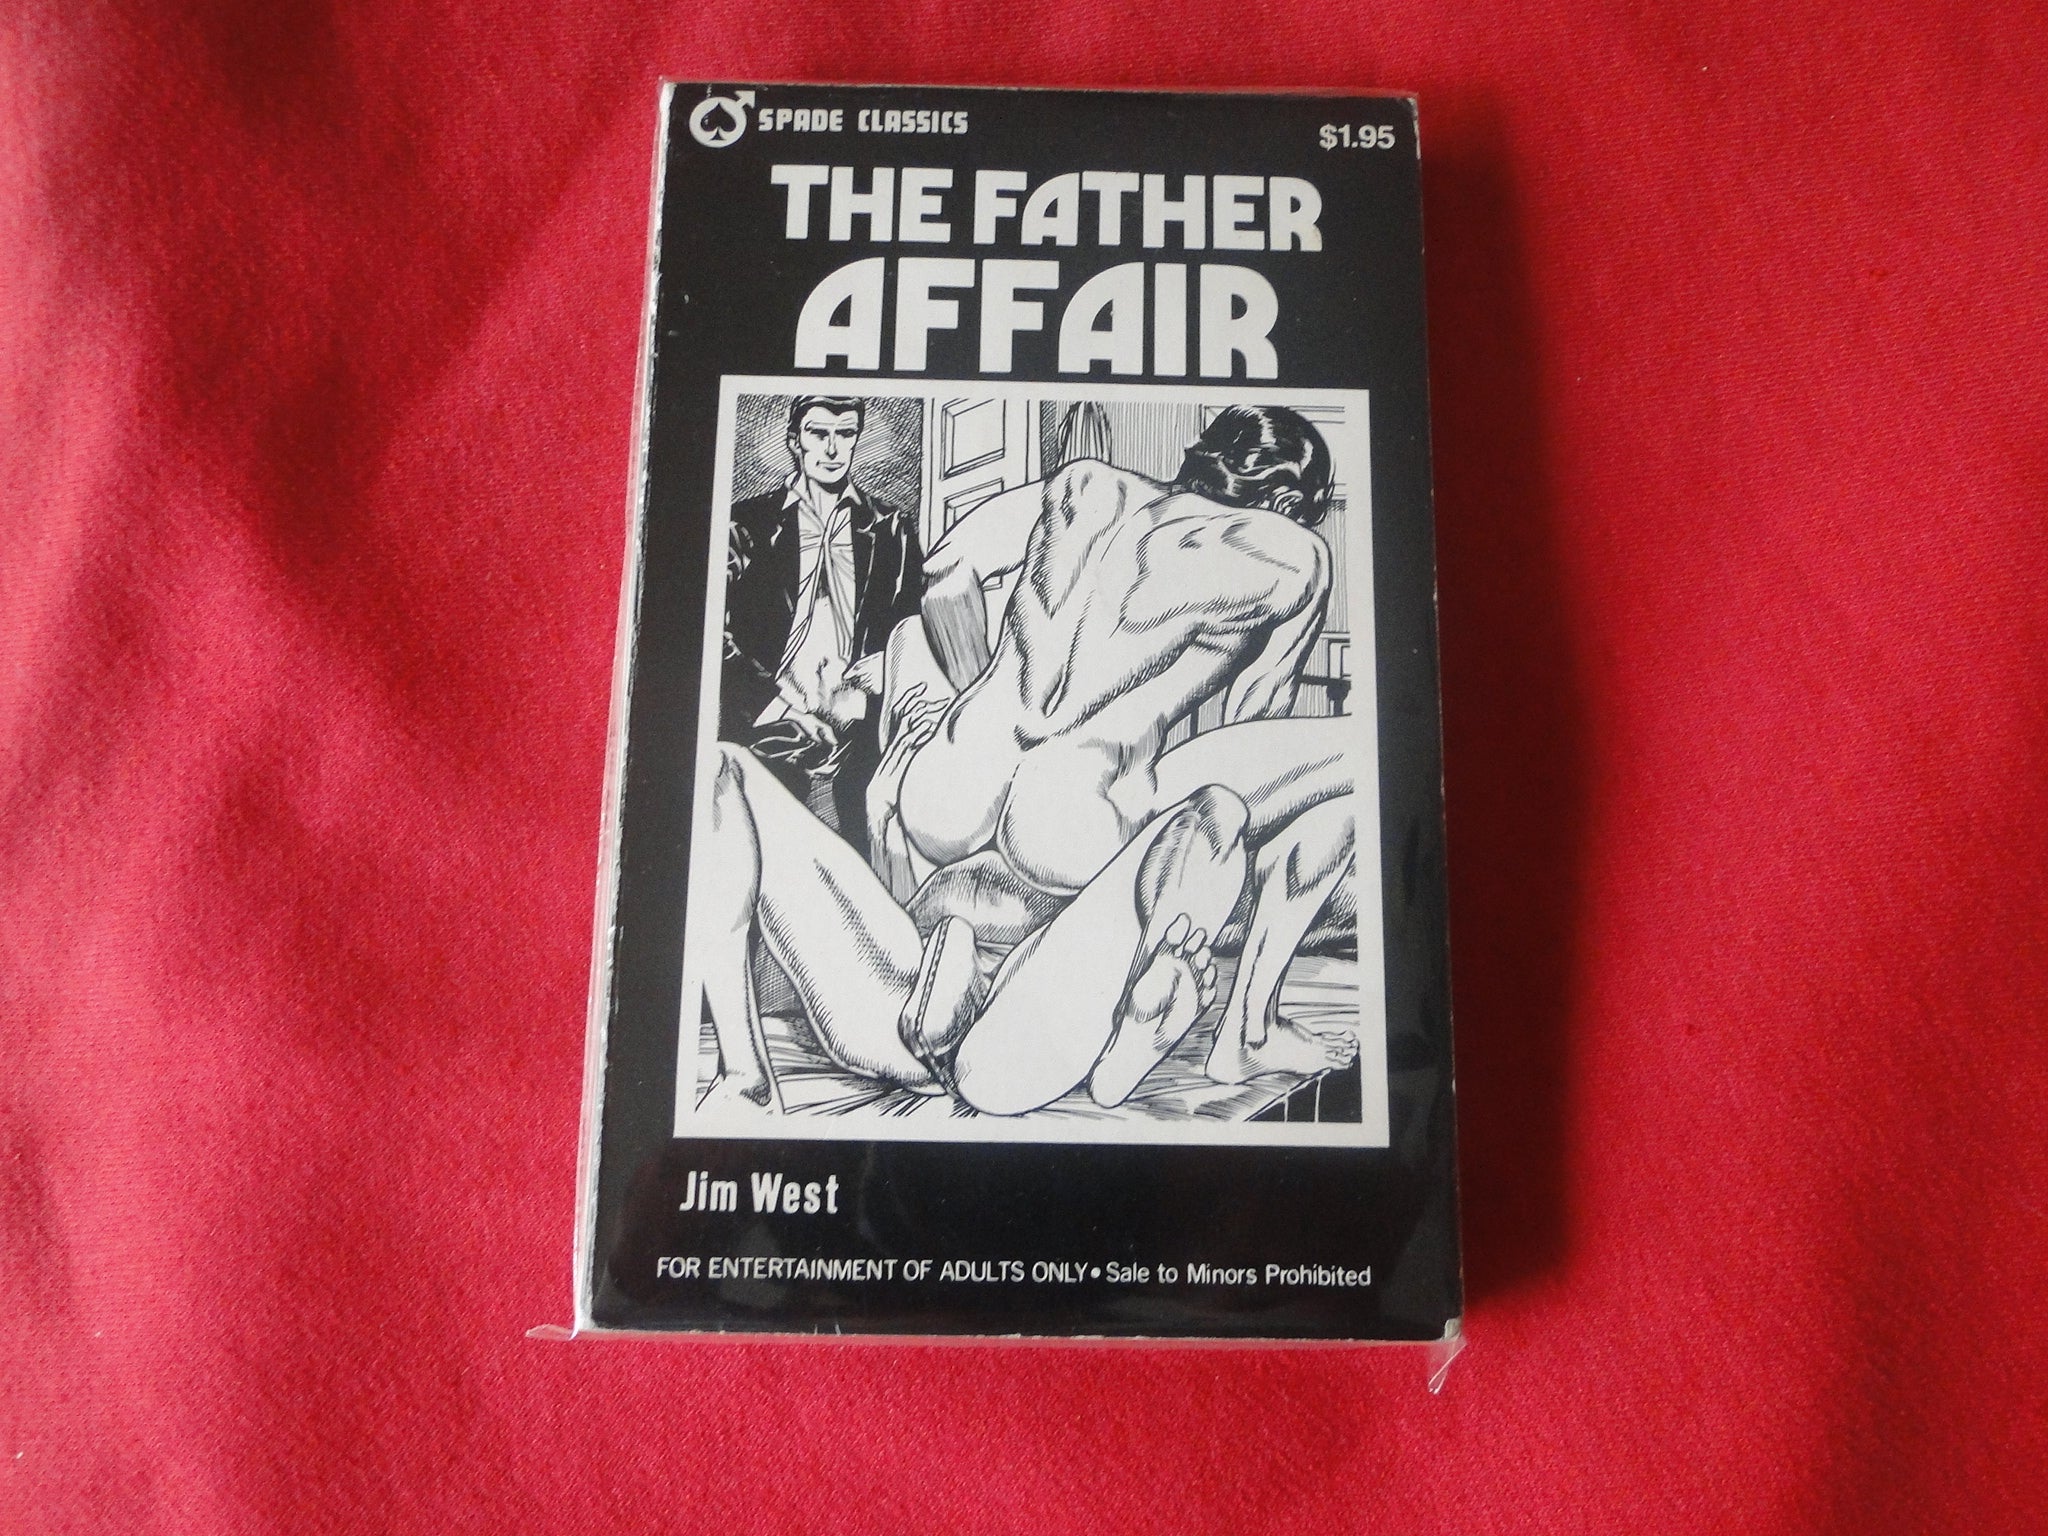 SPADE CLASSICS
$1.95
THE FATHER
AFFAIR
Jim West
FOR ENTERTAINMENT OF ADULTS ONLY • Sale to Minors Prohibited